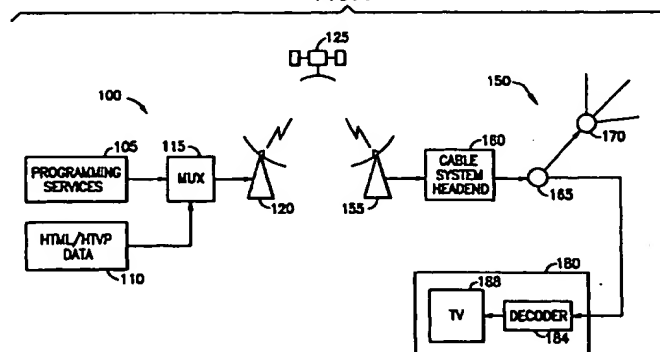 125
100
150
105
115
160
170
PROGRAMMING
SERVICES
MUX
CABLE
SYSTEM
HEADEND
120
155
165
HTML/HTVP
DATA
110
180
188
TV
DECODER
184